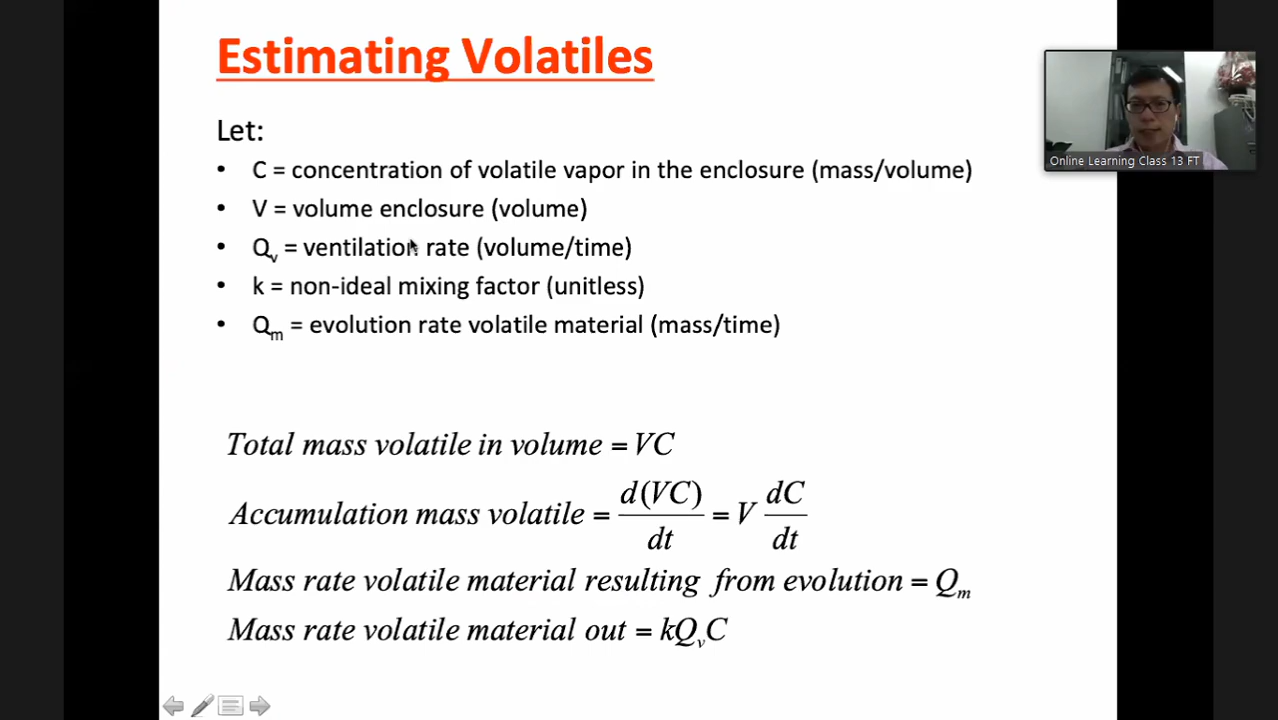 Estimating Volatiles
Online Learning Class 13 FT
Let:
• C = concentration of volatile vapor in the enclosure (mass/volume)
• V = volume enclosure (volume)
• Qv = ventilation rate (volume/time)
• k = non-ideal mixing factor (unitless)
• Qm = evolution rate volatile material (mass/time)
Total mass volatile in volume = VC
Accumulation mass volatile = d(VC)/dt = V dC/dt
Mass rate volatile material resulting from evolution = Qm
Mass rate volatile material out = kQvC